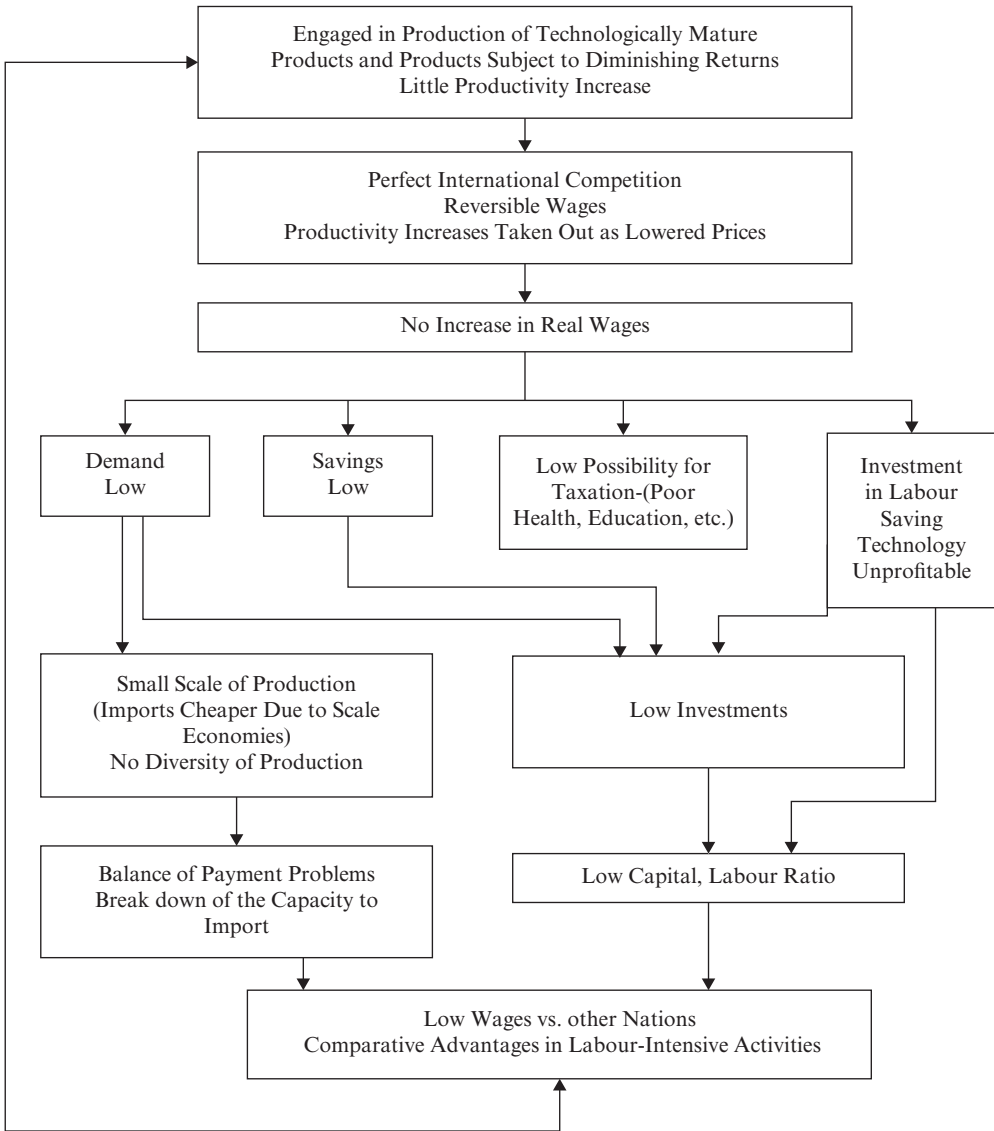 Engaged in Production of Technologically Mature
Products and Products Subject to Diminishing Returns
Little Productivity Increase
Perfect International Competition
Reversible Wages
Productivity Increases Taken Out as Lowered Prices
No Increase in Real Wages
Demand
Low
Savings
Low
Low Possibility for
Taxation-(Poor
Health, Education, etc.)
Investment
in Labour
Saving
Technology
Unprofitable
Small Scale of Production
(Imports Cheaper Due to Scale
Economies)
No Diversity of Production
Low Investments
Balance of Payment Problems
Break down of the Capacity to
Import
Low Capital, Labour Ratio
Low Wages vs. other Nations
Comparative Advantages in Labour-Intensive Activities